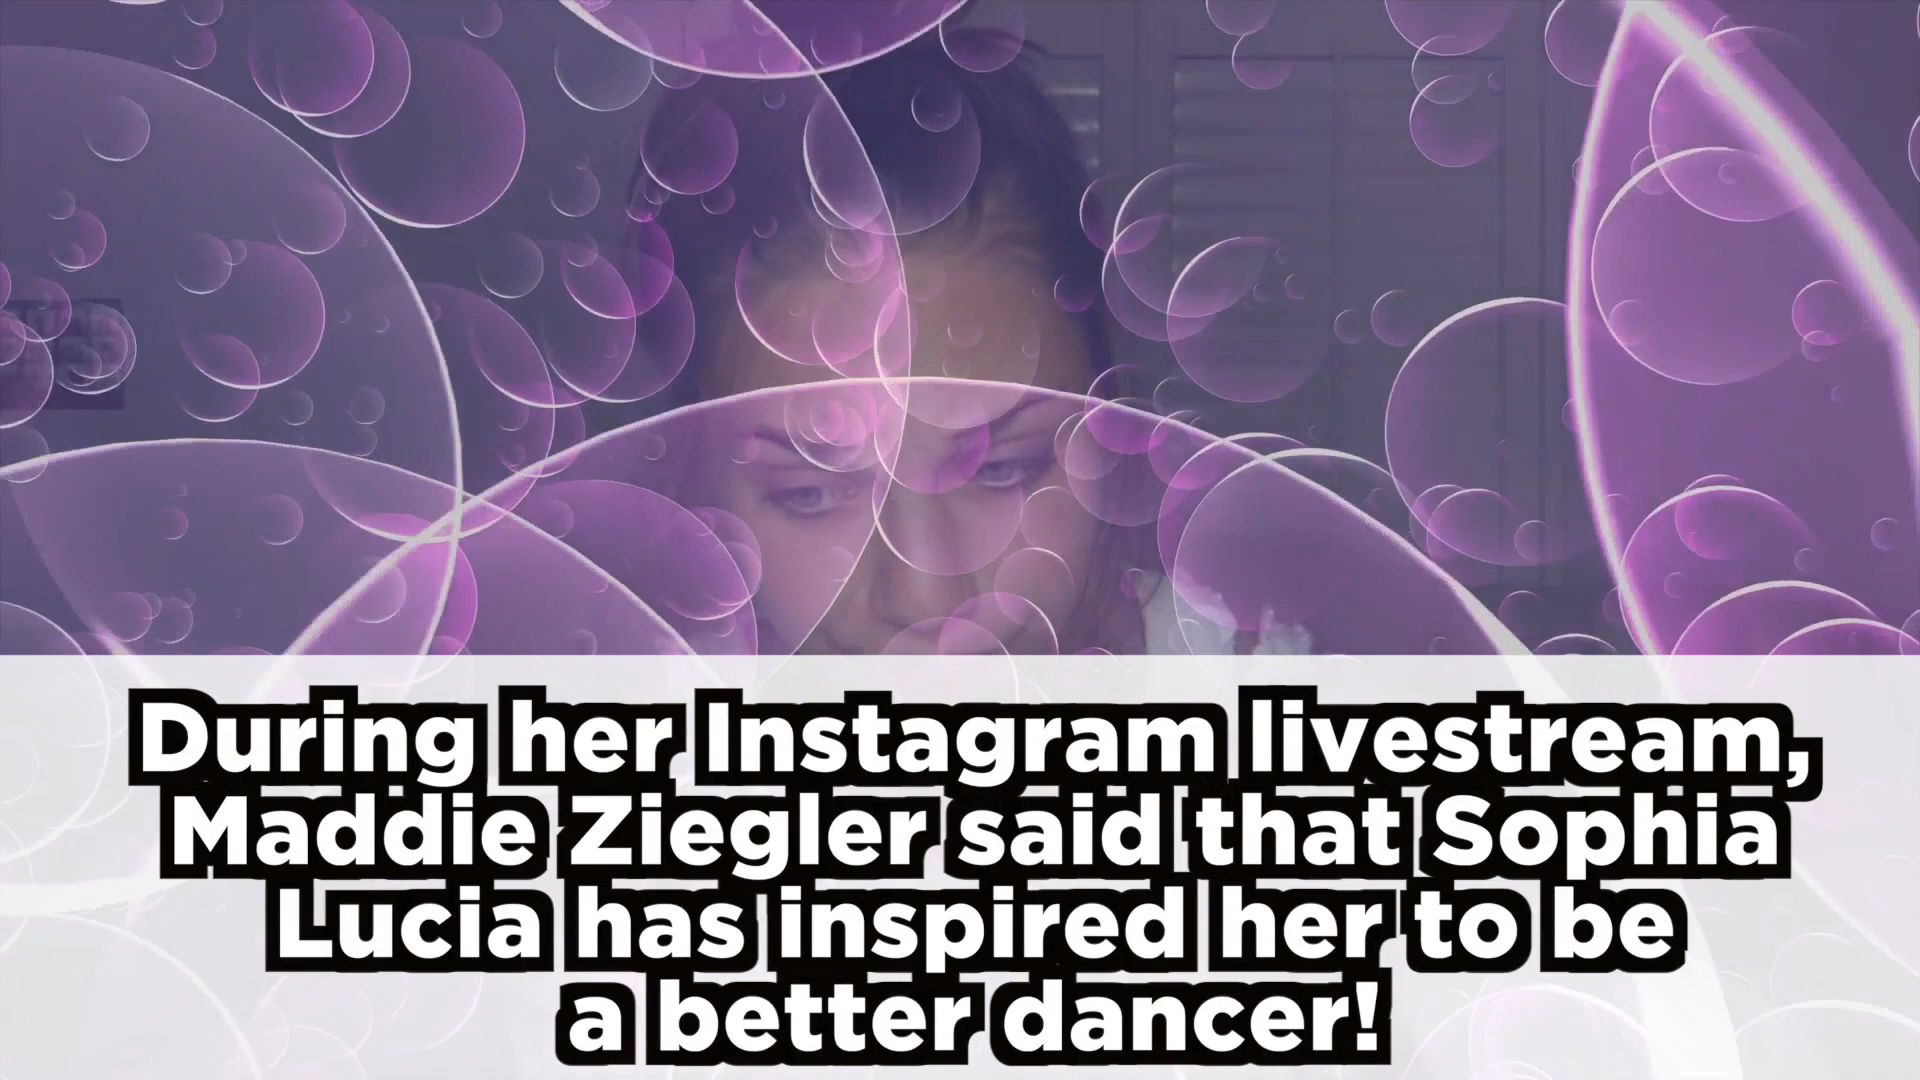 During her Instagram livestream,
Maddie Ziegler said that Sophia
Lucia has inspired her to be
a better dancer!